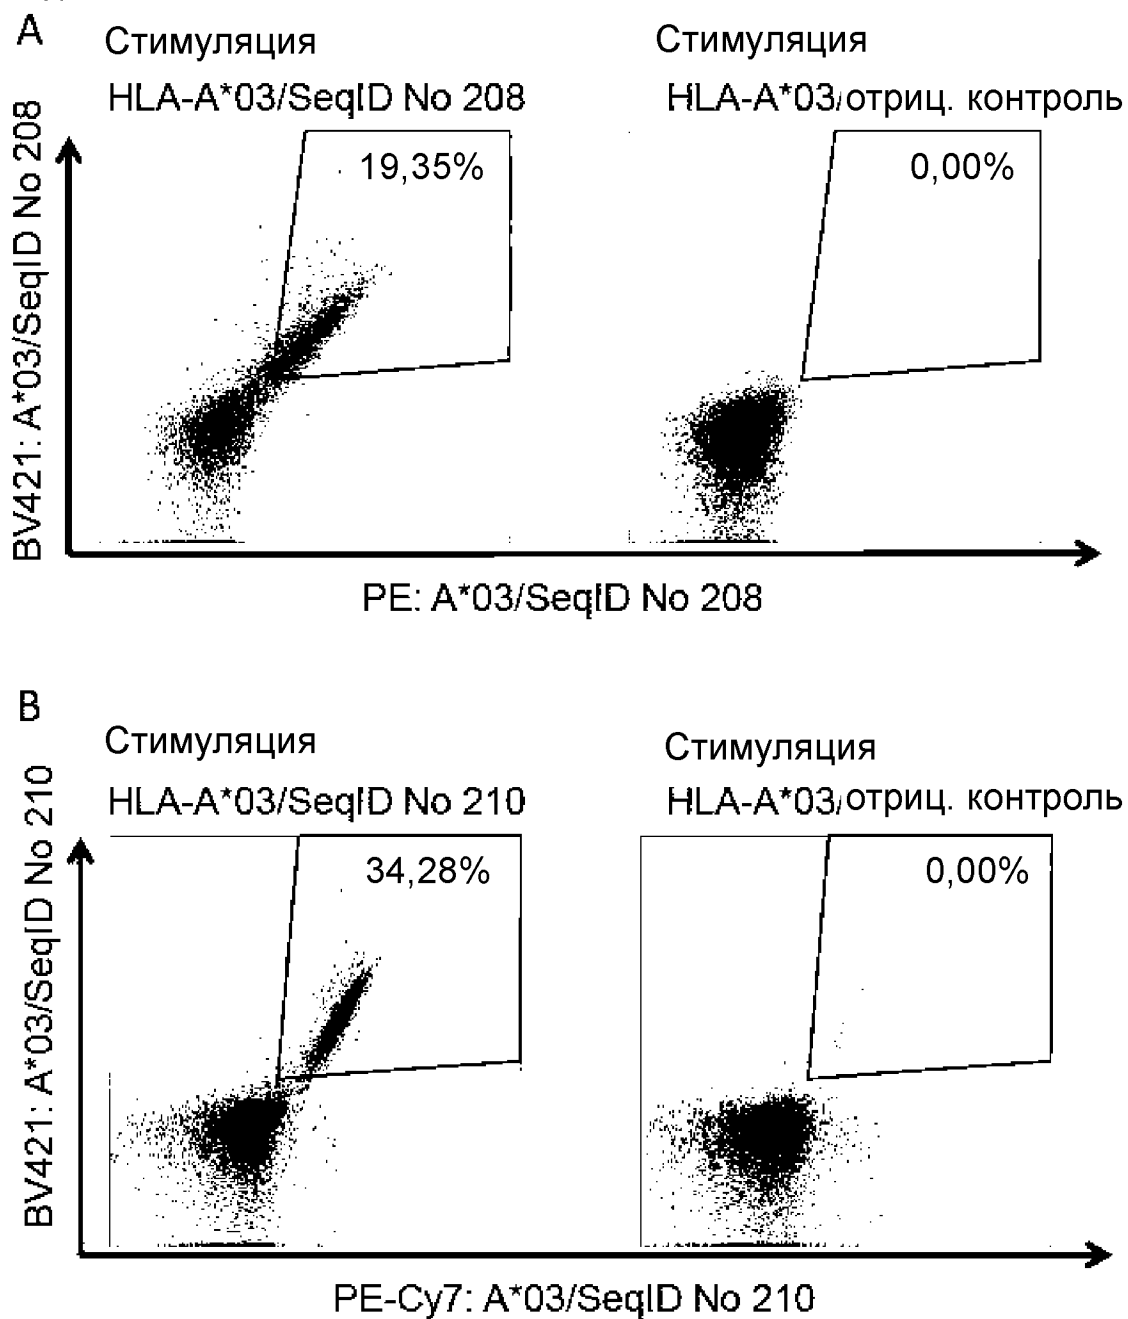 A
Стимуляция
HLA-A*03/SeqID No 208
Стимуляция
HLA-A*03/отриц. контроль
BV421: A*03/SeqID No 208
19,35%
0,00%
PE: A*03/SeqID No 208
B
Стимуляция
HLA-A*03/SeqID No 210
Стимуляция
HLA-A*03/отриц. контроль
BV421: A*03/SeqID No 210
34,28%
0,00%
PE-Cy7: A*03/SeqID No 210